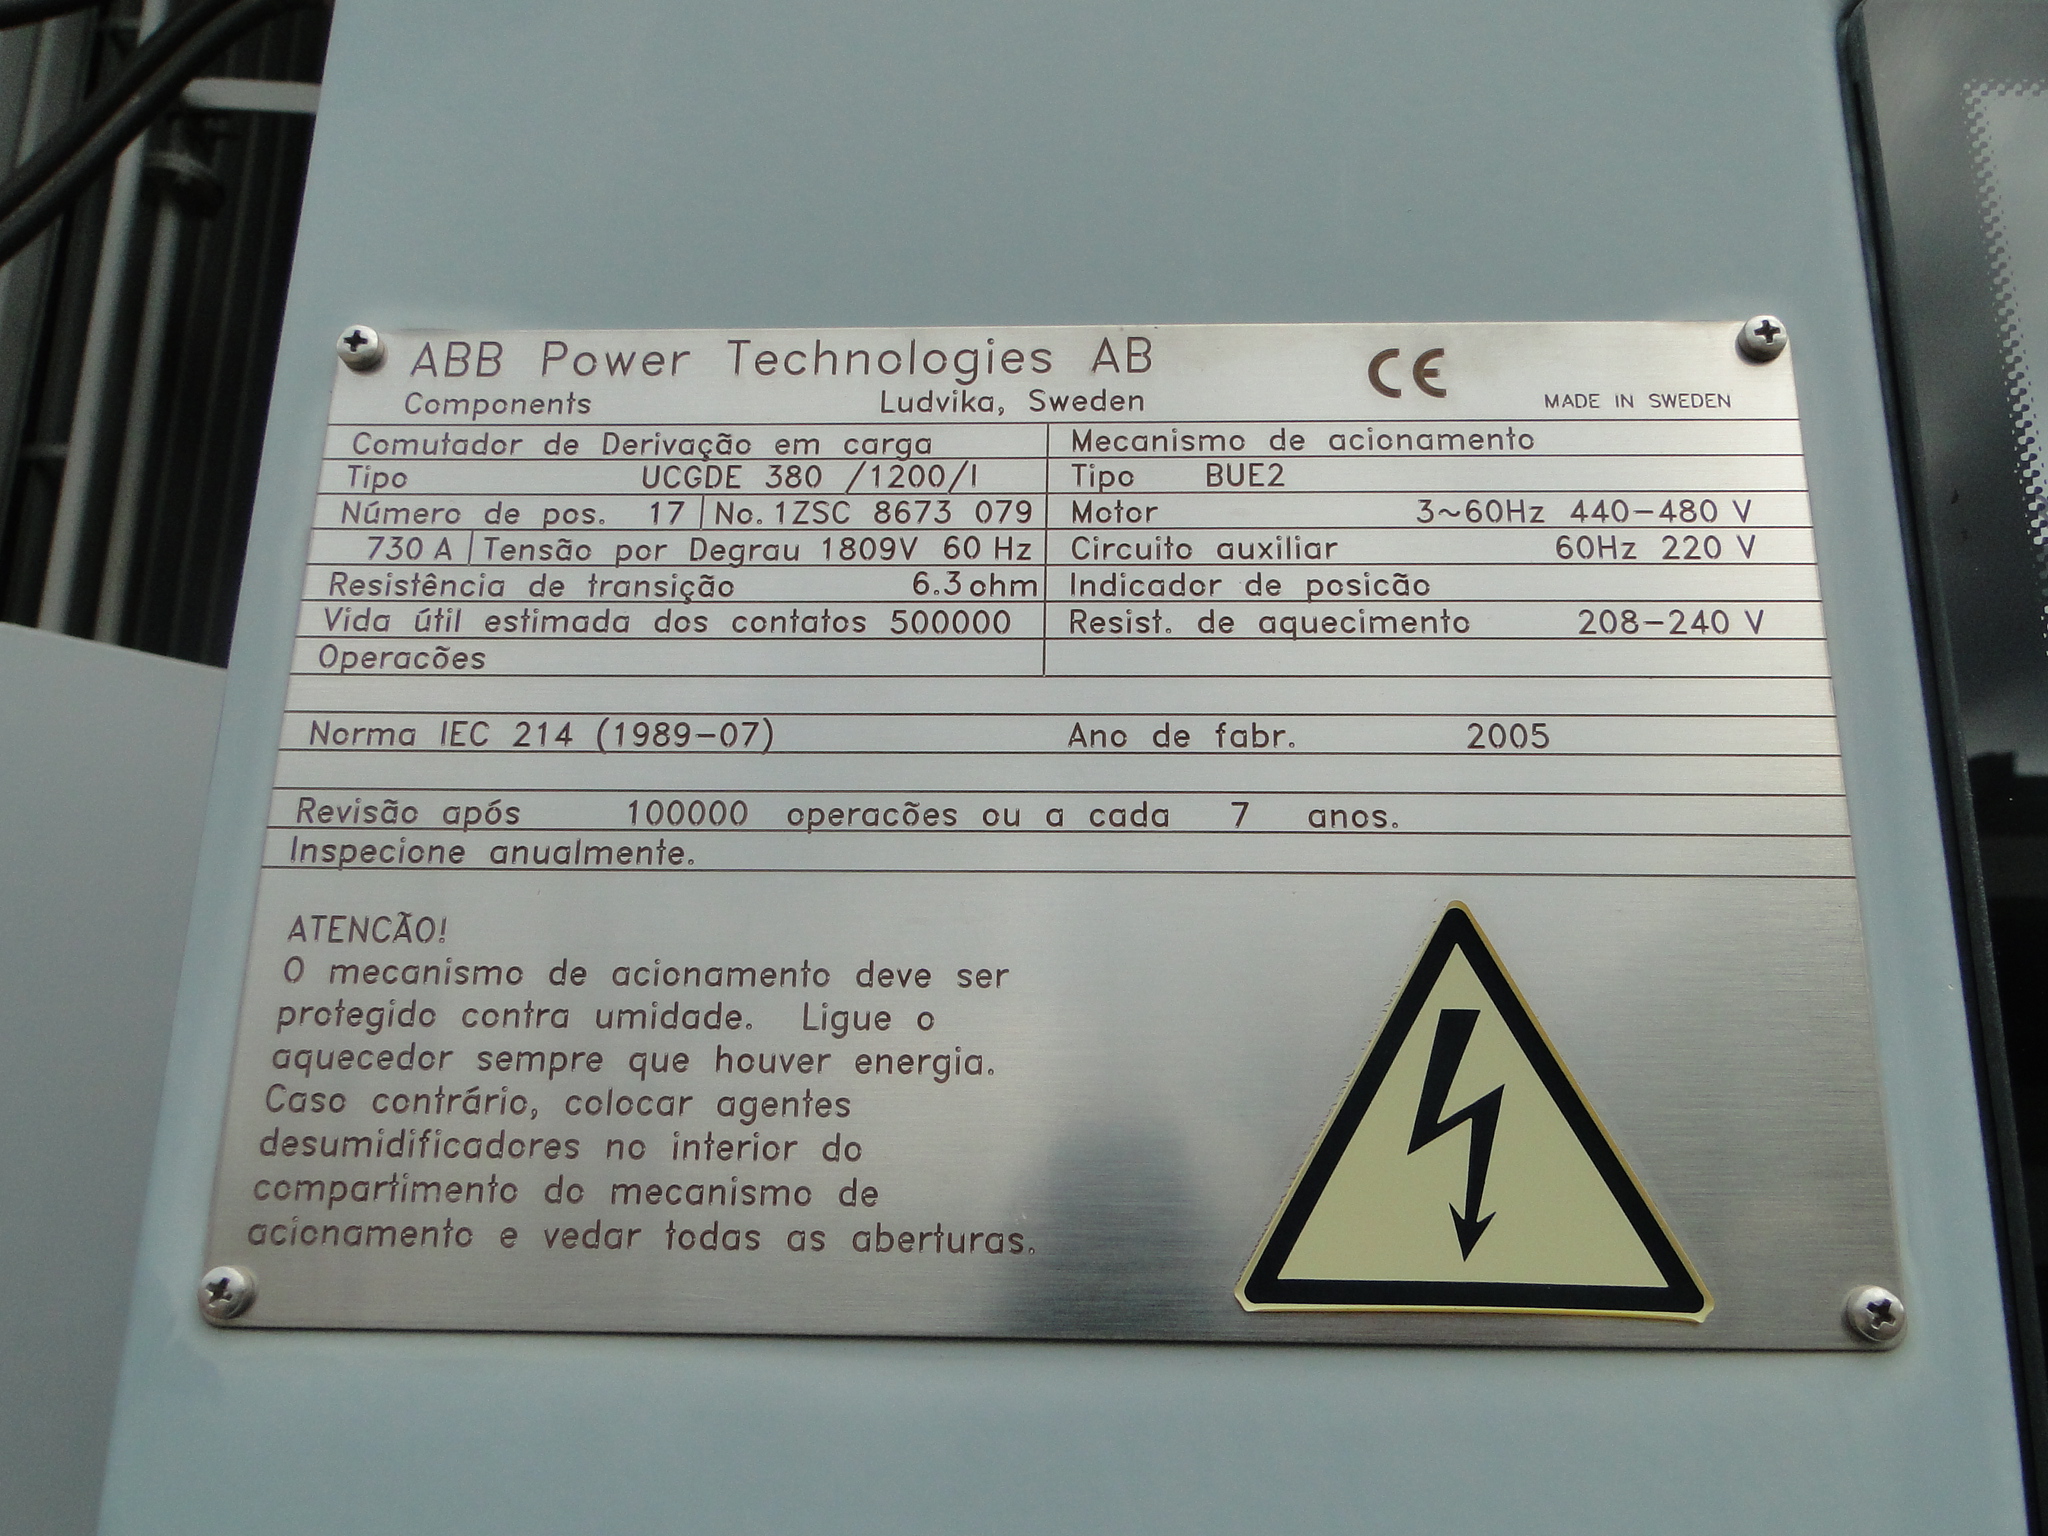 ABB Power Technologies AB
Components Ludvika, Sweden CE MADE IN SWEDEN
Comutador de Derivação em carga Mecanismo de acionamento
Tipo UCGDE 380 /1200/I Tipo BUE2
Número de pos. 17 No. 1ZSC 8673 079 Motor 3~60Hz 440-480 V
730 A Tensão por Degrau 1809V 60 Hz Circuito auxiliar 60Hz 220 V
Resistência de transição 6.3 ohm Indicador de posicão
Vida útil estimada dos contatos 500000 Resist. de aquecimento 208-240 V
Operacões
Norma IEC 214 (1989-07) Ano de fabr. 2005
Revisão após 100000 operacões ou a cada 7 anos.
Inspecione anualmente.
ATENCÃO!
O mecanismo de acionamento deve ser
protegido contra umidade. Ligue o
aquecedor sempre que houver energia.
Caso contrário, colocar agentes
desumidificadores no interior do
compartimento do mecanismo de
acionamento e vedar todas as aberturas.